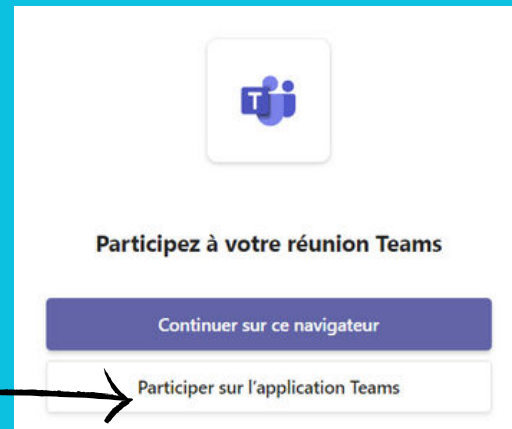 T
Participez à votre réunion Teams
Continuer sur ce navigateur
Participer sur l'application Teams